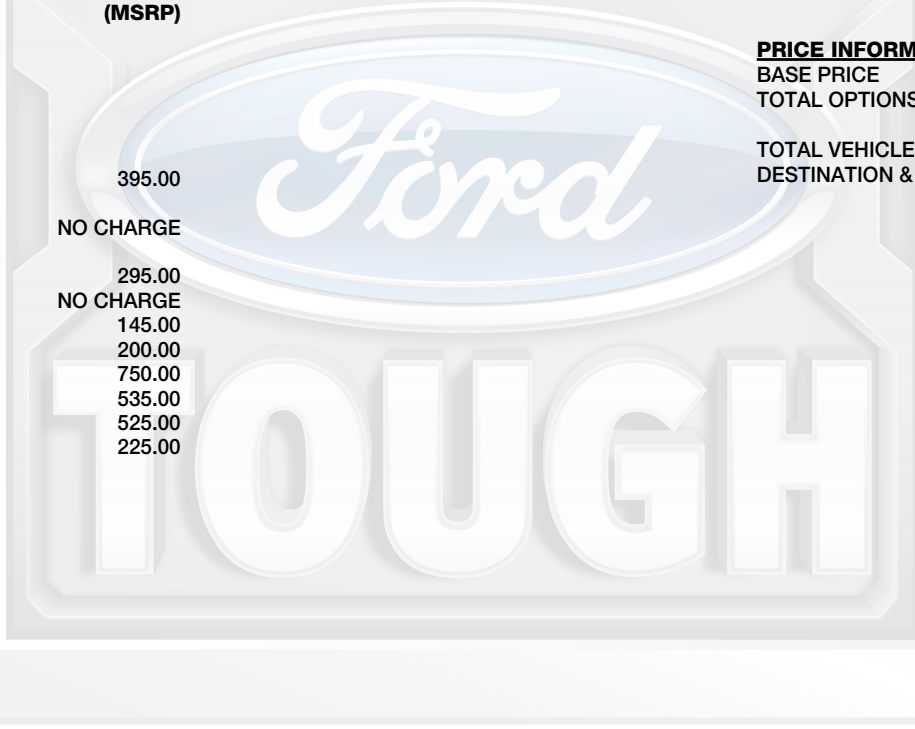 (MSRP)
395.00
NO CHARGE
295.00
NO CHARGE
145.00
200.00
750.00
535.00
525.00
225.00
PRICE INFORM
BASE PRICE
TOTAL OPTIONS
TOTAL VEHICLE
DESTINATION &
Ford
TOUGH